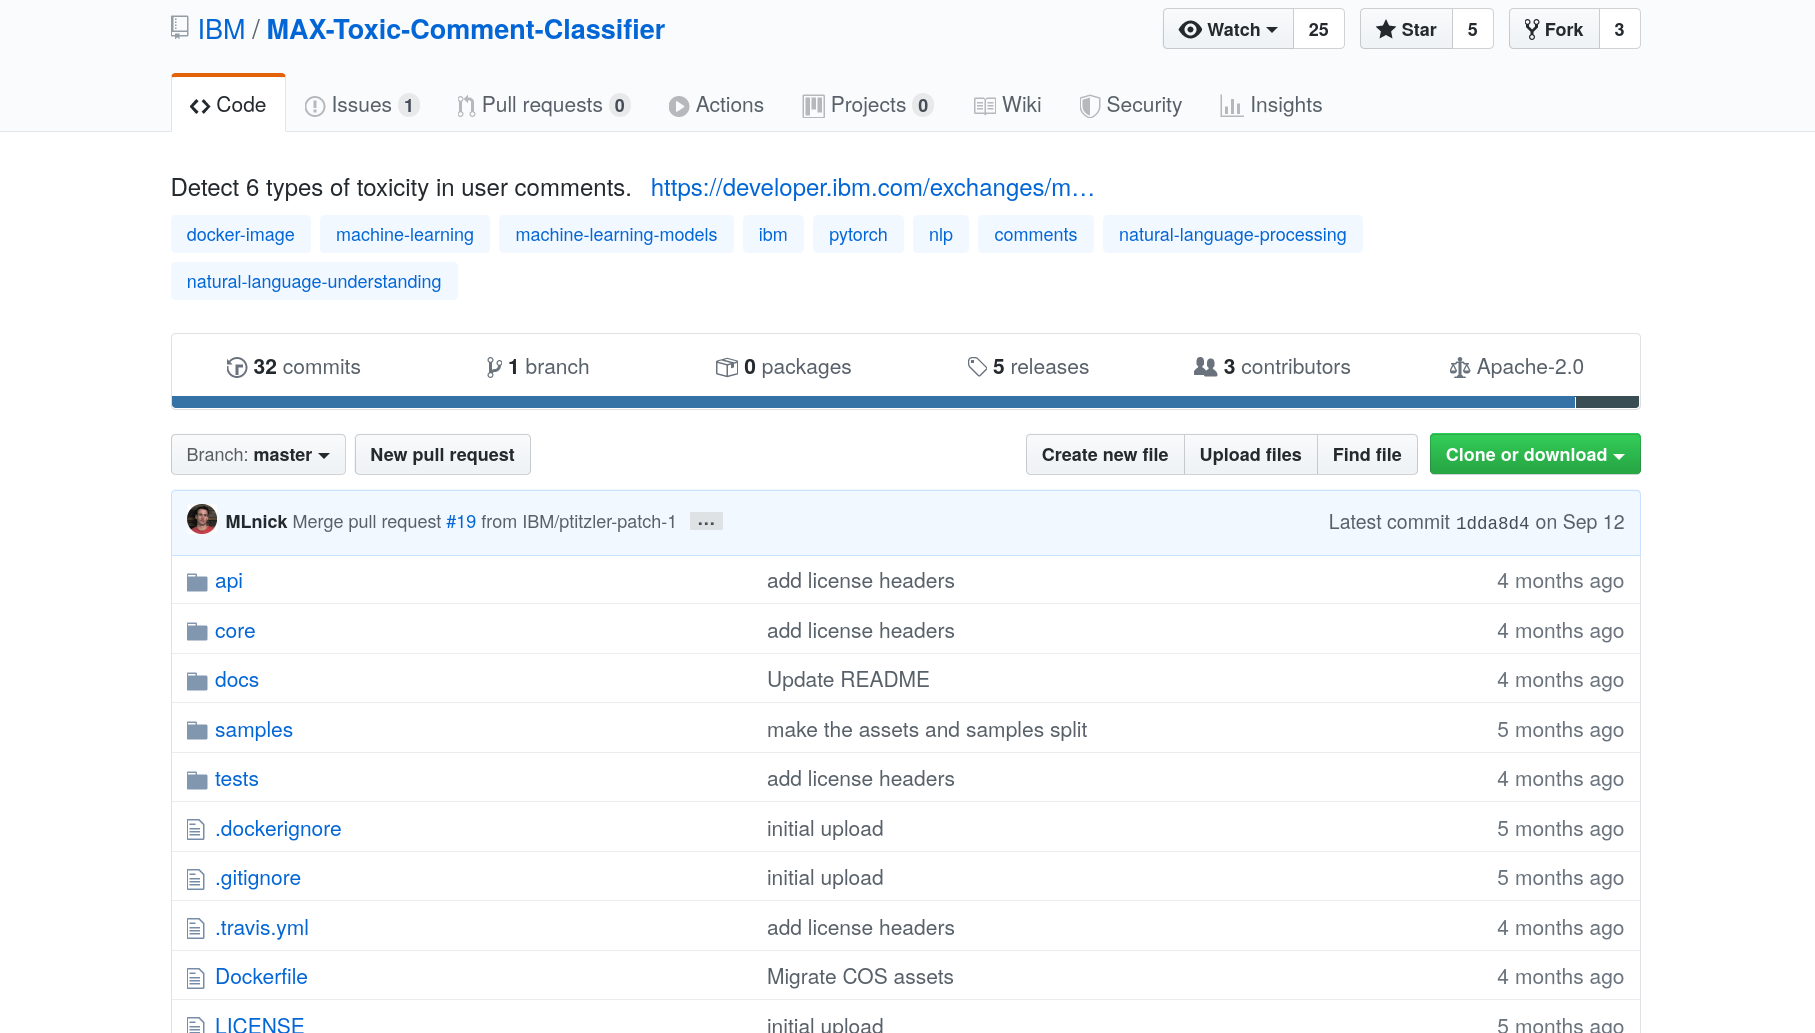 IBM / MAX-Toxic-Comment-Classifier
Watch 25 Star 5 Fork 3
Code Issues 1 Pull requests 0 Actions Projects 0 Wiki Security Insights
Detect 6 types of toxicity in user comments. https://developer.ibm.com/exchanges/m…
docker-image machine-learning machine-learning-models ibm pytorch nlp comments natural-language-processing
natural-language-understanding
32 commits 1 branch 0 packages 5 releases 3 contributors Apache-2.0
Branch: master New pull request Create new file Upload files Find file Clone or download
MLnick Merge pull request #19 from IBM/ptitzler-patch-1 … Latest commit 1dda8d4 on Sep 12
api add license headers 4 months ago
core add license headers 4 months ago
docs Update README 4 months ago
samples make the assets and samples split 5 months ago
tests add license headers 4 months ago
.dockerignore initial upload 5 months ago
.gitignore initial upload 5 months ago
.travis.yml add license headers 4 months ago
Dockerfile Migrate COS assets 4 months ago
LICENSE initial upload 5 months ago